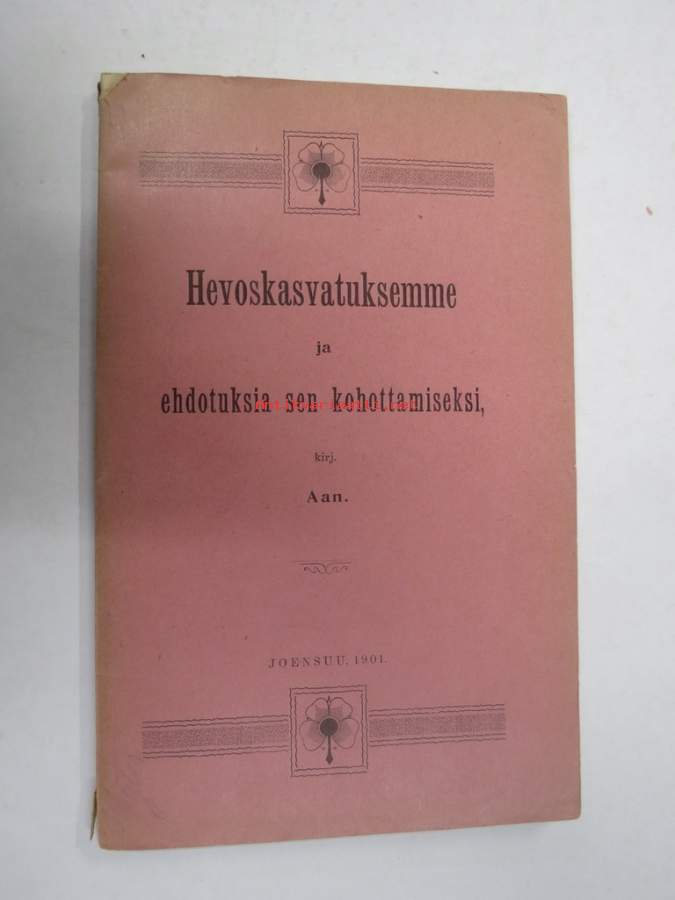 Hevoskasvatuksemme
ja
ehdotuksia sen kohottamiseksi,
kirj.
Aan.
JOENSUU, 1901.